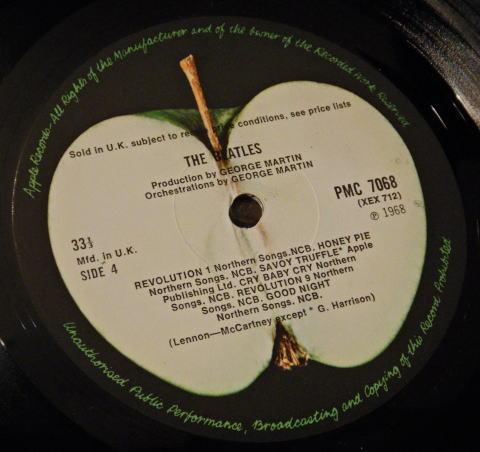 Apple Records. All Rights of the Manufacturer and of the owner of the Recorded Work Reserved
Sold in U.K. subject to conditions, see price lists
THE BEATLES
Production by GEORGE MARTIN
Orchestrations by GEORGE MARTIN
PMC 7068
(XEX 712)
℗ 1968
33⅓
Mfd. in U.K.
SIDE 4
REVOLUTION 1 Northern Songs.NCB. HONEY PIE
Northern Songs, NCB. SAVOY TRUFFLE* Apple
Publishing Ltd. CRY BABY CRY Northern
Songs, NCB. REVOLUTION 9 Northern
Songs. NCB. GOOD NIGHT
Northern Songs. NCB.
(Lennon—McCartney except * G. Harrison)
Unauthorised Public Performance, Broadcasting and Copying of this Record Prohibited